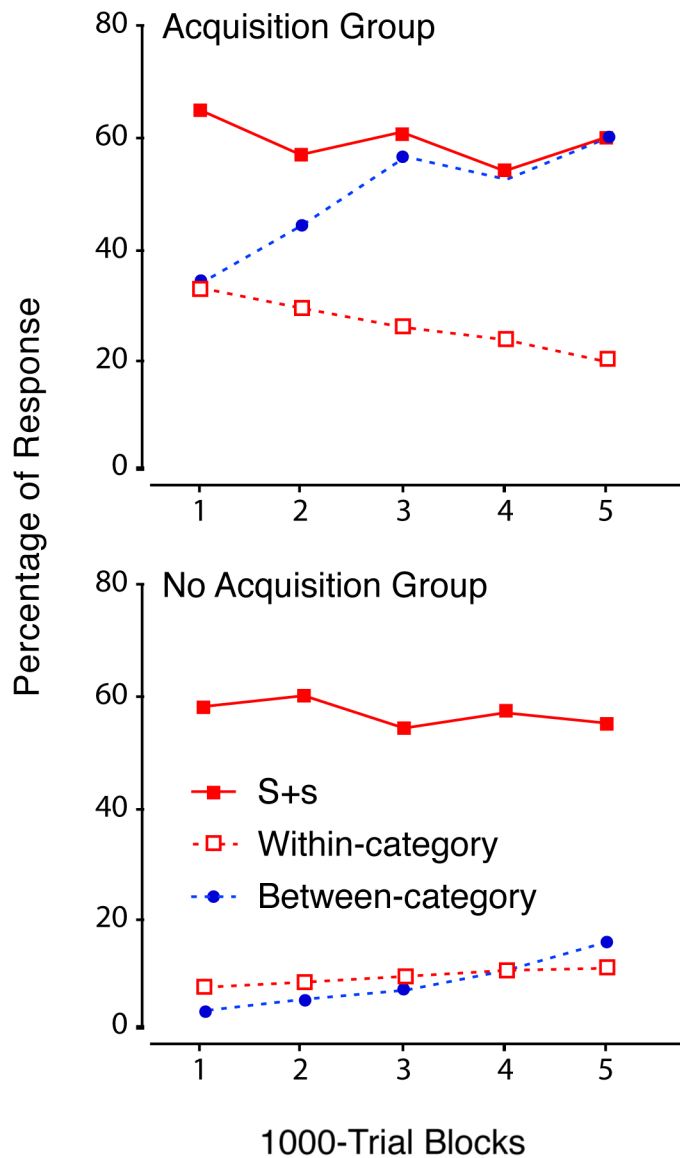 80
Acquisition Group
60
40
20
0
1 2 3 4 5
Percentage of Response
80
No Acquisition Group
60
S+s
40
Within-category
Between-category
20
0
1 2 3 4 5
1000-Trial Blocks